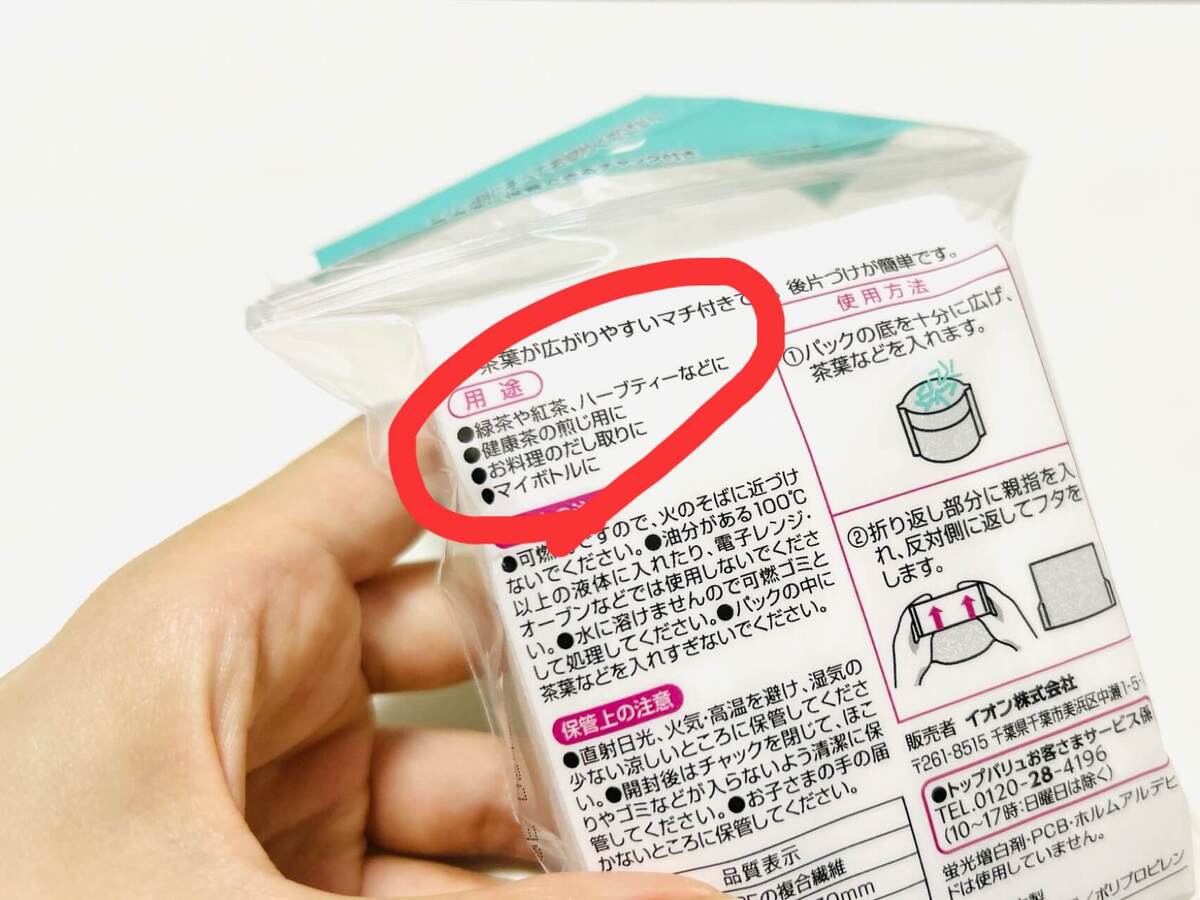 茶葉が広がりやすいマチ付きで、後片づけが簡単です。
用途
●緑茶や紅茶、ハーブティーなどに
●健康茶の煎じ用に
●お料理のだし取りに
●マイボトルに
●可燃 ですので、火のそばに近づけ
ないでください。●油分がある100℃
以上の液体に入れたり、電子レンジ・
オーブンなどでは使用しないでくださ
い。●水に溶けませんので可燃ゴミと
して処理してください。●パックの中に
茶葉などを入れすぎないでください。
保管上の注意
●直射日光、火気・高温を避け、湿気の
少ない涼しいところに保管してくださ
い。●開封後はチャックを閉じて、ほこ
りやゴミなどが入らないよう清潔に保
管してください。●お子さまの手の届
かないところに保管してください。
品質表示
の複合繊維
使用方法
①パックの底を十分に広げ、
茶葉などを入れます。
②折り返し部分に親指を入
れ、反対側に返してフタを
します。
販売者 イオン株式会社
〒261-8515 千葉県千葉市美浜区中瀬1-5-
●トップバリュお客さまサービス係
TEL.0120-28-4196
(10～17時:日曜日は除く)
蛍光増白剤・PCB・ホルムアルデヒ
ドは使用していません。
／ポリプロピレン